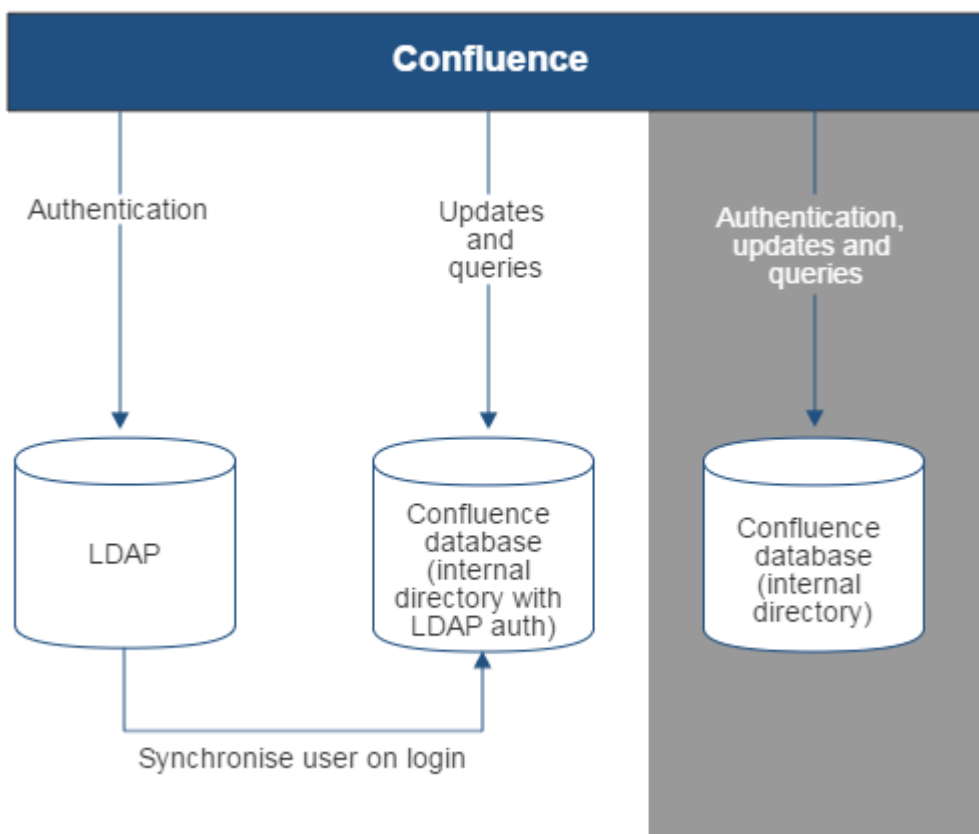 Confluence
Authentication
Updates
and
queries
Authentication,
updates and
queries
LDAP
Confluence
database
(internal
directory with
LDAP auth)
Confluence
database
(internal
directory)
Synchronise user on login